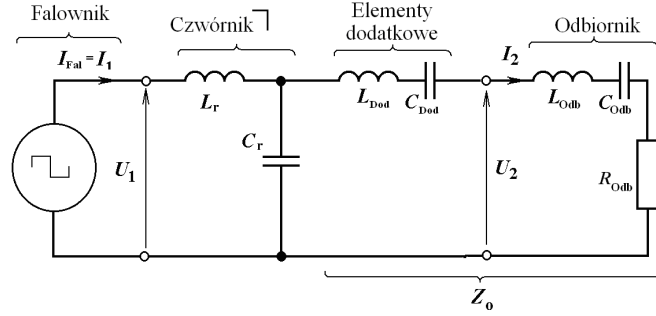 Falownik
Czwórnik
Elementy
dodatkowe
Odbiornik
I_Fal = I_1
I_2
L_r
L_Dod
C_Dod
L_Odb
C_Odb
C_r
U_1
U_2
R_Odb
Z_o